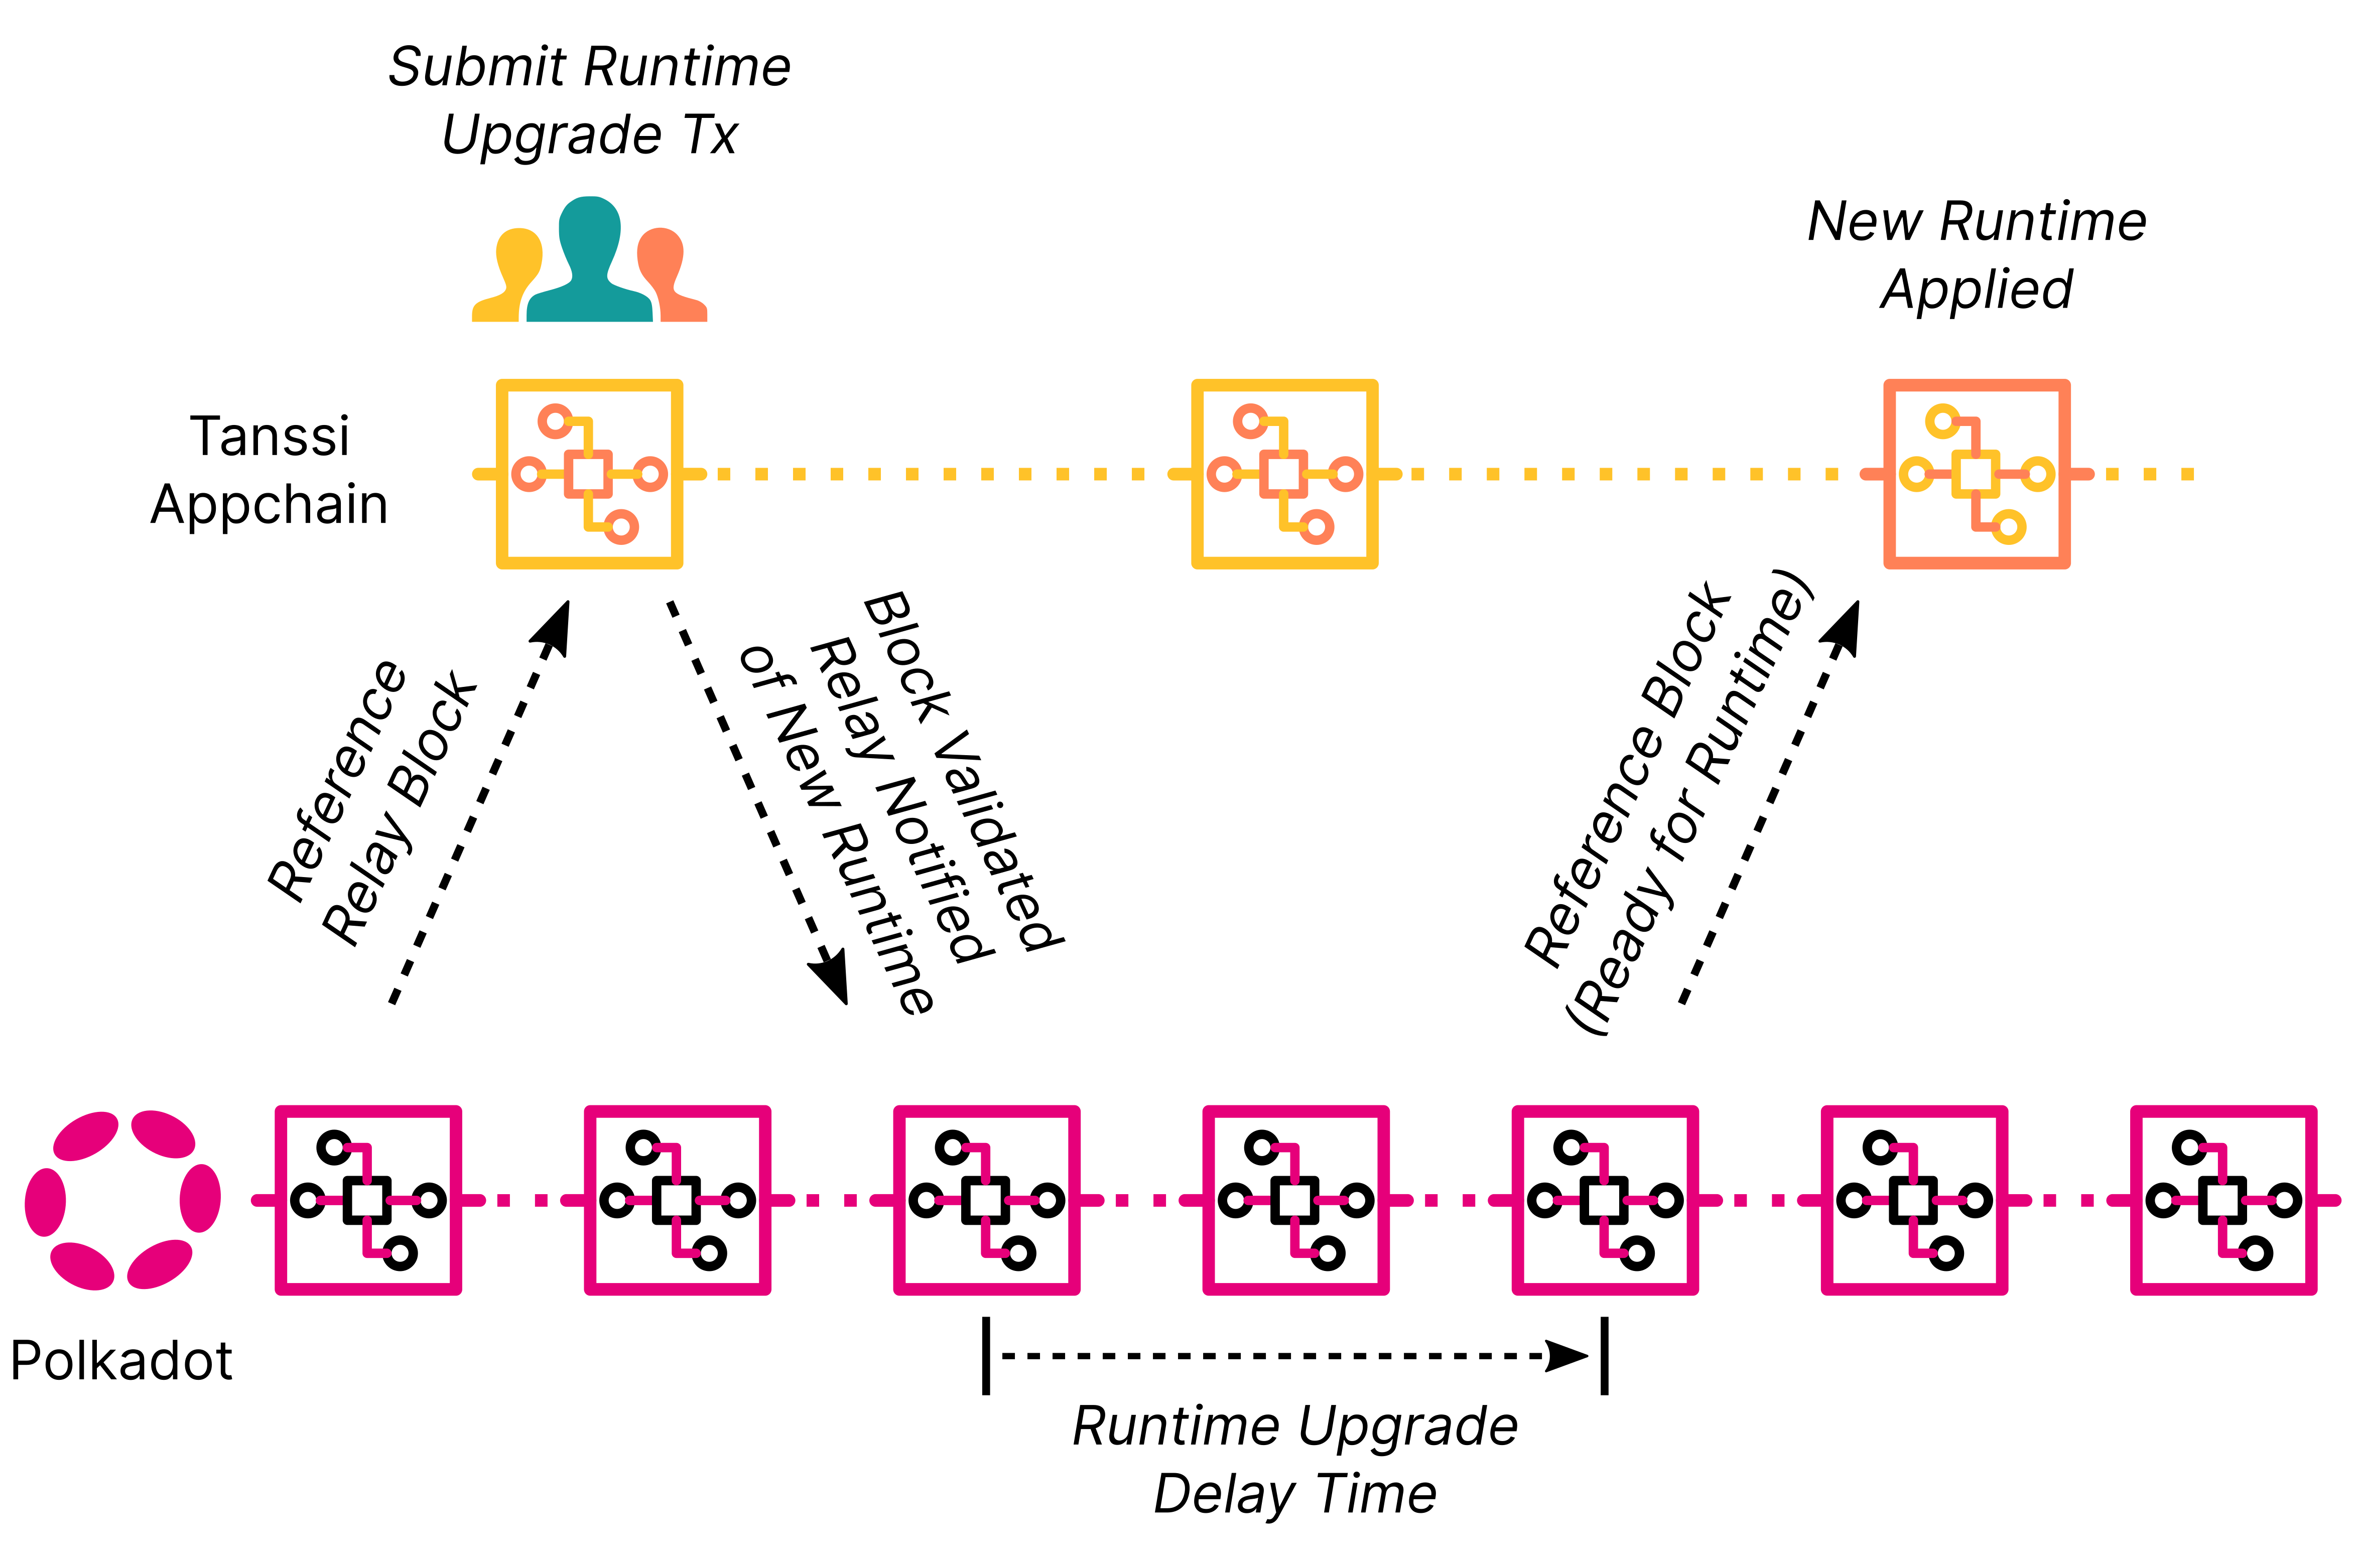 Submit Runtime
Upgrade Tx
New Runtime
Applied
Tanssi
Appchain
Reference
Relay Block
Block Validated
Relay Notified
of New Runtime
Reference Block
(Ready for Runtime)
Polkadot
Runtime Upgrade
Delay Time